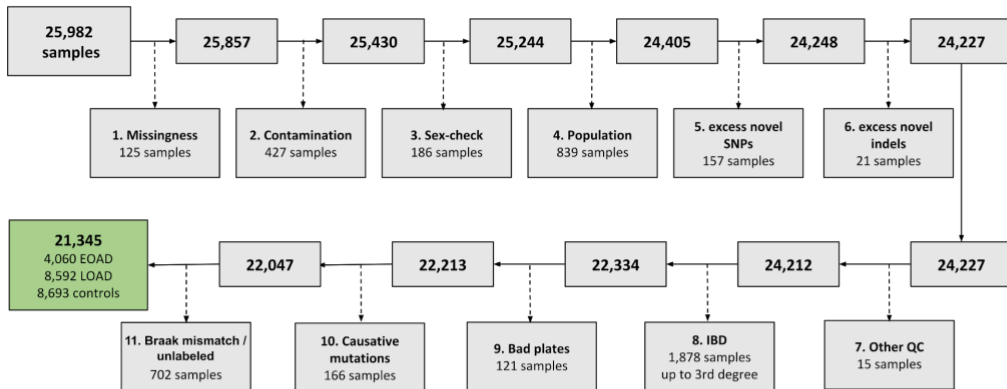 25,982
samples
25,857
25,430
25,244
24,405
24,248
24,227
1. Missingness
125 samples
2. Contamination
427 samples
3. Sex-check
186 samples
4. Population
839 samples
5. excess novel
SNPs
157 samples
6. excess novel
indels
21 samples
21,345
4,060 EOAD
8,592 LOAD
8,693 controls
22,047
22,213
22,334
24,212
24,227
11. Braak mismatch /
unlabeled
702 samples
10. Causative
mutations
166 samples
9. Bad plates
121 samples
8. IBD
1,878 samples
up to 3rd degree
7. Other QC
15 samples